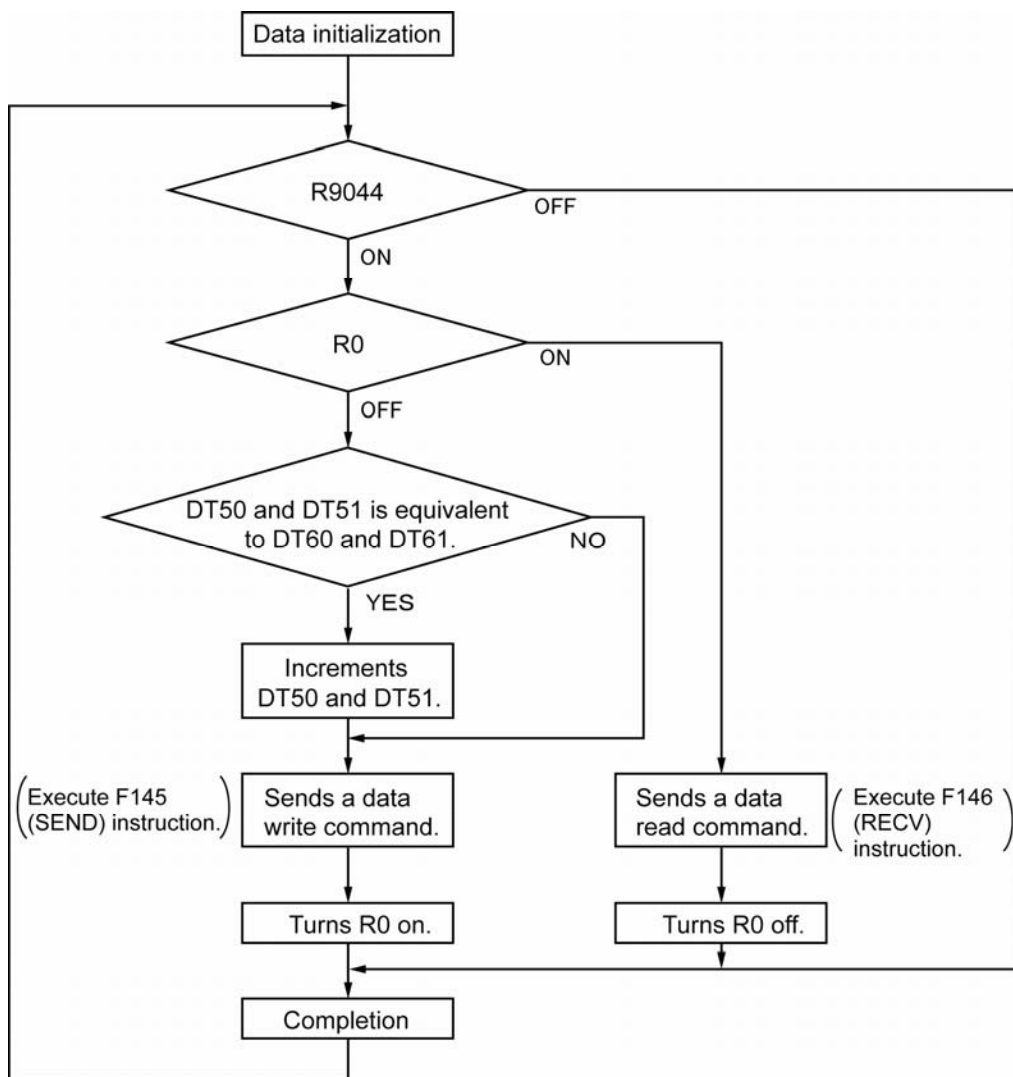 Data initialization
R9044
OFF
ON
R0
ON
OFF
DT50 and DT51 is equivalent
to DT60 and DT61.
NO
YES
Increments
DT50 and DT51.
(Execute F145
(SEND) instruction.)
Sends a data
write command.
Sends a data
read command.
(Execute F146
(RECV)
instruction.)
Turns R0 on.
Turns R0 off.
Completion